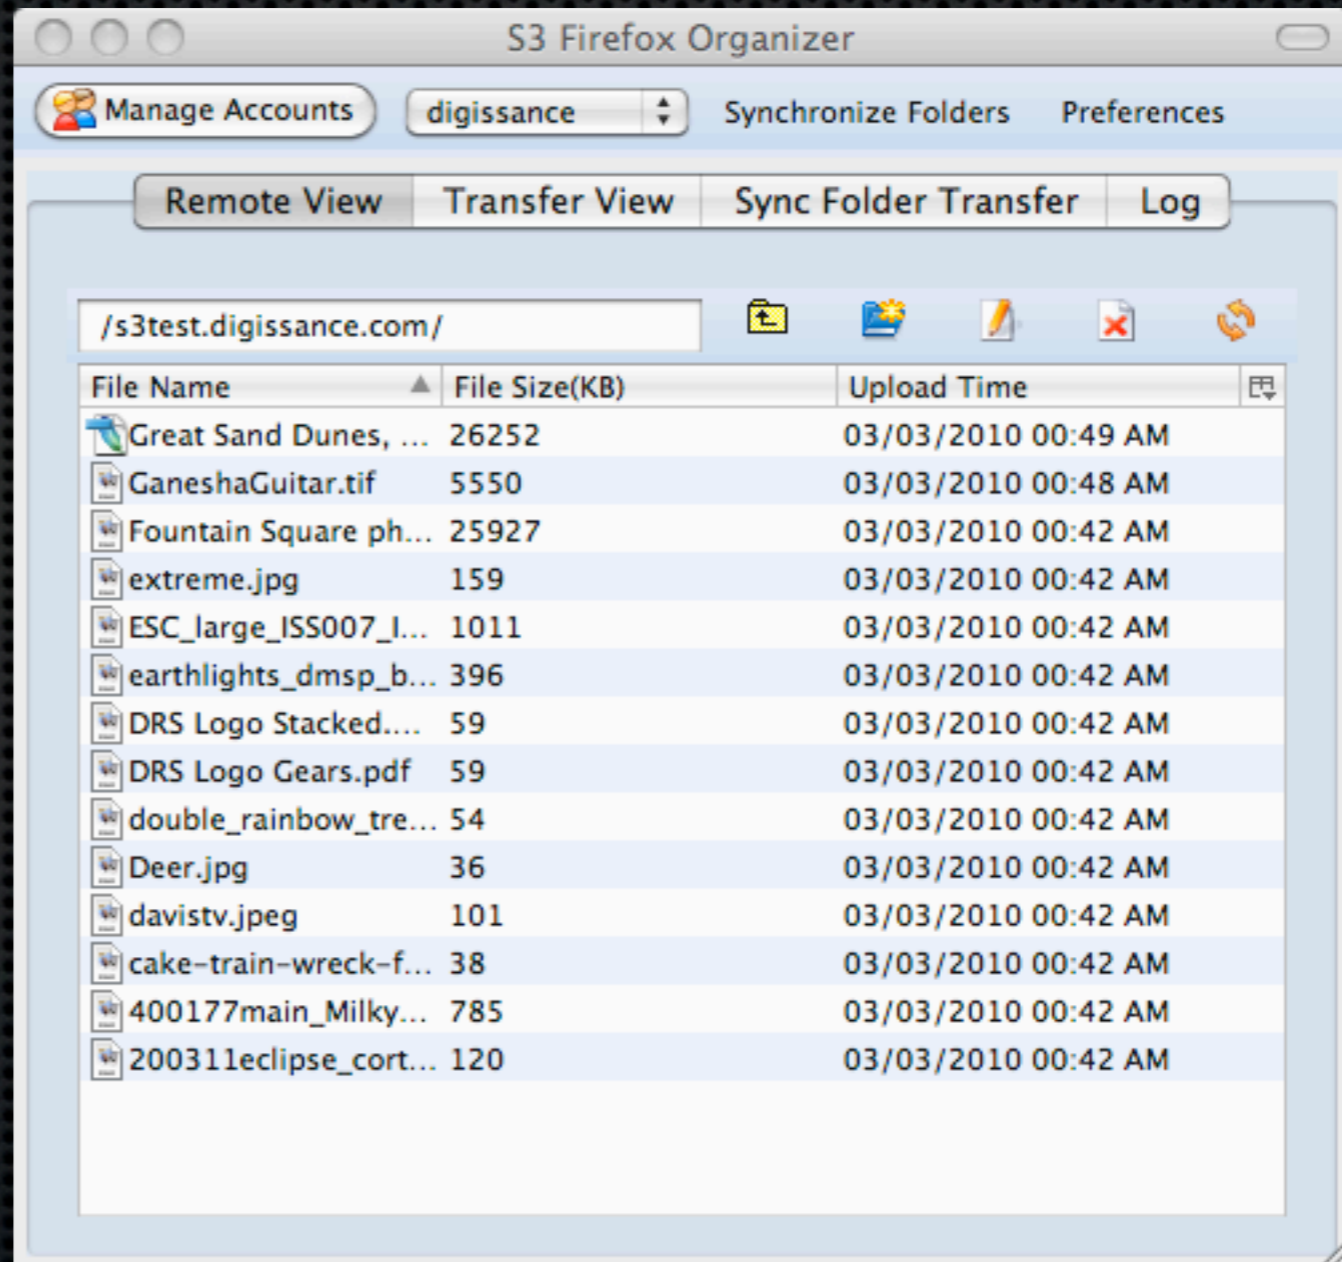 S3 Firefox Organizer
Manage Accounts digissance Synchronize Folders Preferences
Remote View Transfer View Sync Folder Transfer Log
/s3test.digissance.com/
File Name File Size(KB) Upload Time
Great Sand Dunes, ... 26252 03/03/2010 00:49 AM
GaneshaGuitar.tif 5550 03/03/2010 00:48 AM
Fountain Square ph... 25927 03/03/2010 00:42 AM
extreme.jpg 159 03/03/2010 00:42 AM
ESC_large_ISS007_I... 1011 03/03/2010 00:42 AM
earthlights_dmsp_b... 396 03/03/2010 00:42 AM
DRS Logo Stacked.... 59 03/03/2010 00:42 AM
DRS Logo Gears.pdf 59 03/03/2010 00:42 AM
double_rainbow_tre... 54 03/03/2010 00:42 AM
Deer.jpg 36 03/03/2010 00:42 AM
davistv.jpeg 101 03/03/2010 00:42 AM
cake-train-wreck-f... 38 03/03/2010 00:42 AM
400177main_Milky... 785 03/03/2010 00:42 AM
200311eclipse_cort... 120 03/03/2010 00:42 AM